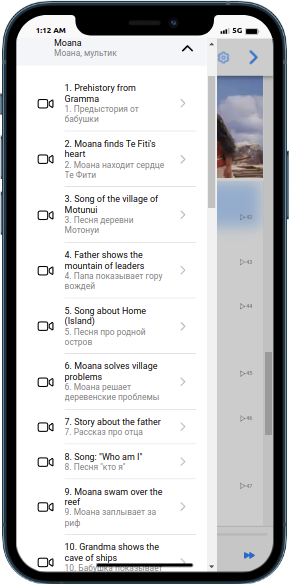 1:12 AM
5G
Моана
Моана, мультик
1. Prehistory from
Gramma
1. Предыстория от
бабушки
2. Moana finds Te Fiti's
heart
2. Моана находит сердце
Те Фити
3. Song of the village of
Motunui
3. Песня деревни
Мотонуи
4. Father shows the
mountain of leaders
4. Папа показывает гору
вождей
5. Song about Home
(Island)
5. Песня про родной
остров
6. Moana solves village
problems
6. Моана решает
деревенские проблемы
7. Story about the father
7. Рассказ про отца
8. Song: "Who am I"
8. Песня "кто я"
9. Moana swam over the
reef
9. Моана заплывает за
риф
10. Grandma shows the
cave of ships
10. Бабушка показывает
42
43
44
45
46
47